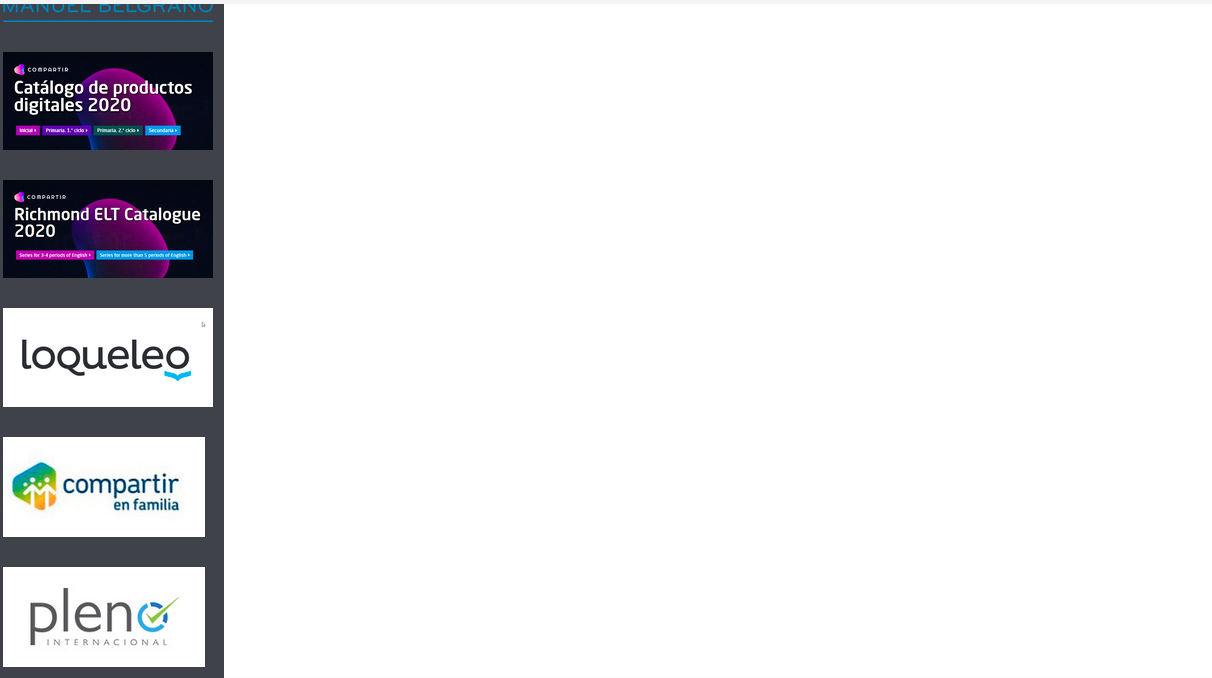 MANUEL BELGRANO
COMPARTIR
Catálogo de productos
digitales 2020
Inicial
Primaria. 1.° ciclo
Primaria. 2.° ciclo
Secundaria
COMPARTIR
Richmond ELT Catalogue
2020
Series for 3-4 periods of English
Series for more than 5 periods of English
loqueleo
compartir
en familia
pleno
INTERNACIONAL